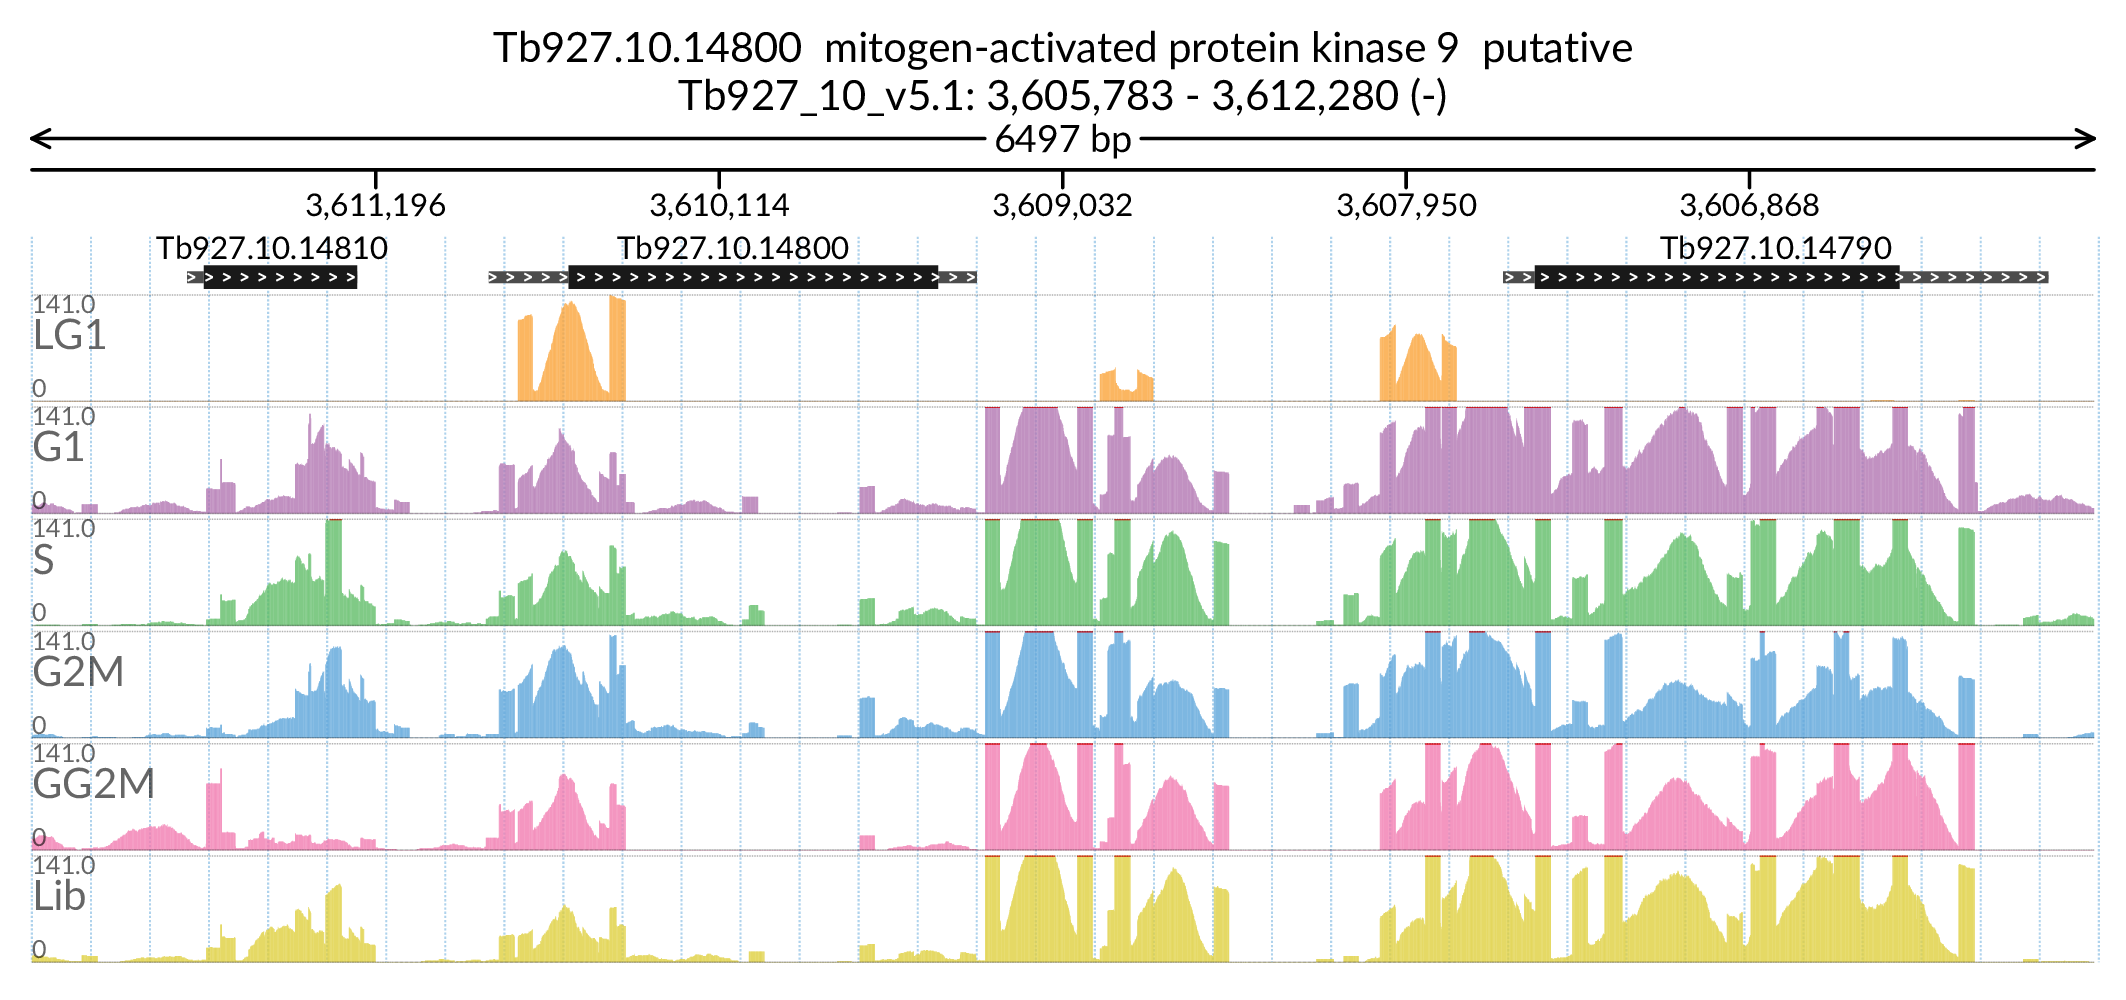 Tb927.10.14800  mitogen-activated protein kinase 9  putative
Tb927_10_v5.1: 3,605,783 - 3,612,280 (-)
6497 bp
3,611,196 3,610,114 3,609,032 3,607,950 3,606,868
Tb927.10.14810 Tb927.10.14800 Tb927.10.14790
141.0
LG1
0
141.0
G1
0
141.0
S
0
141.0
G2M
0
141.0
GG2M
0
141.0
Lib
0